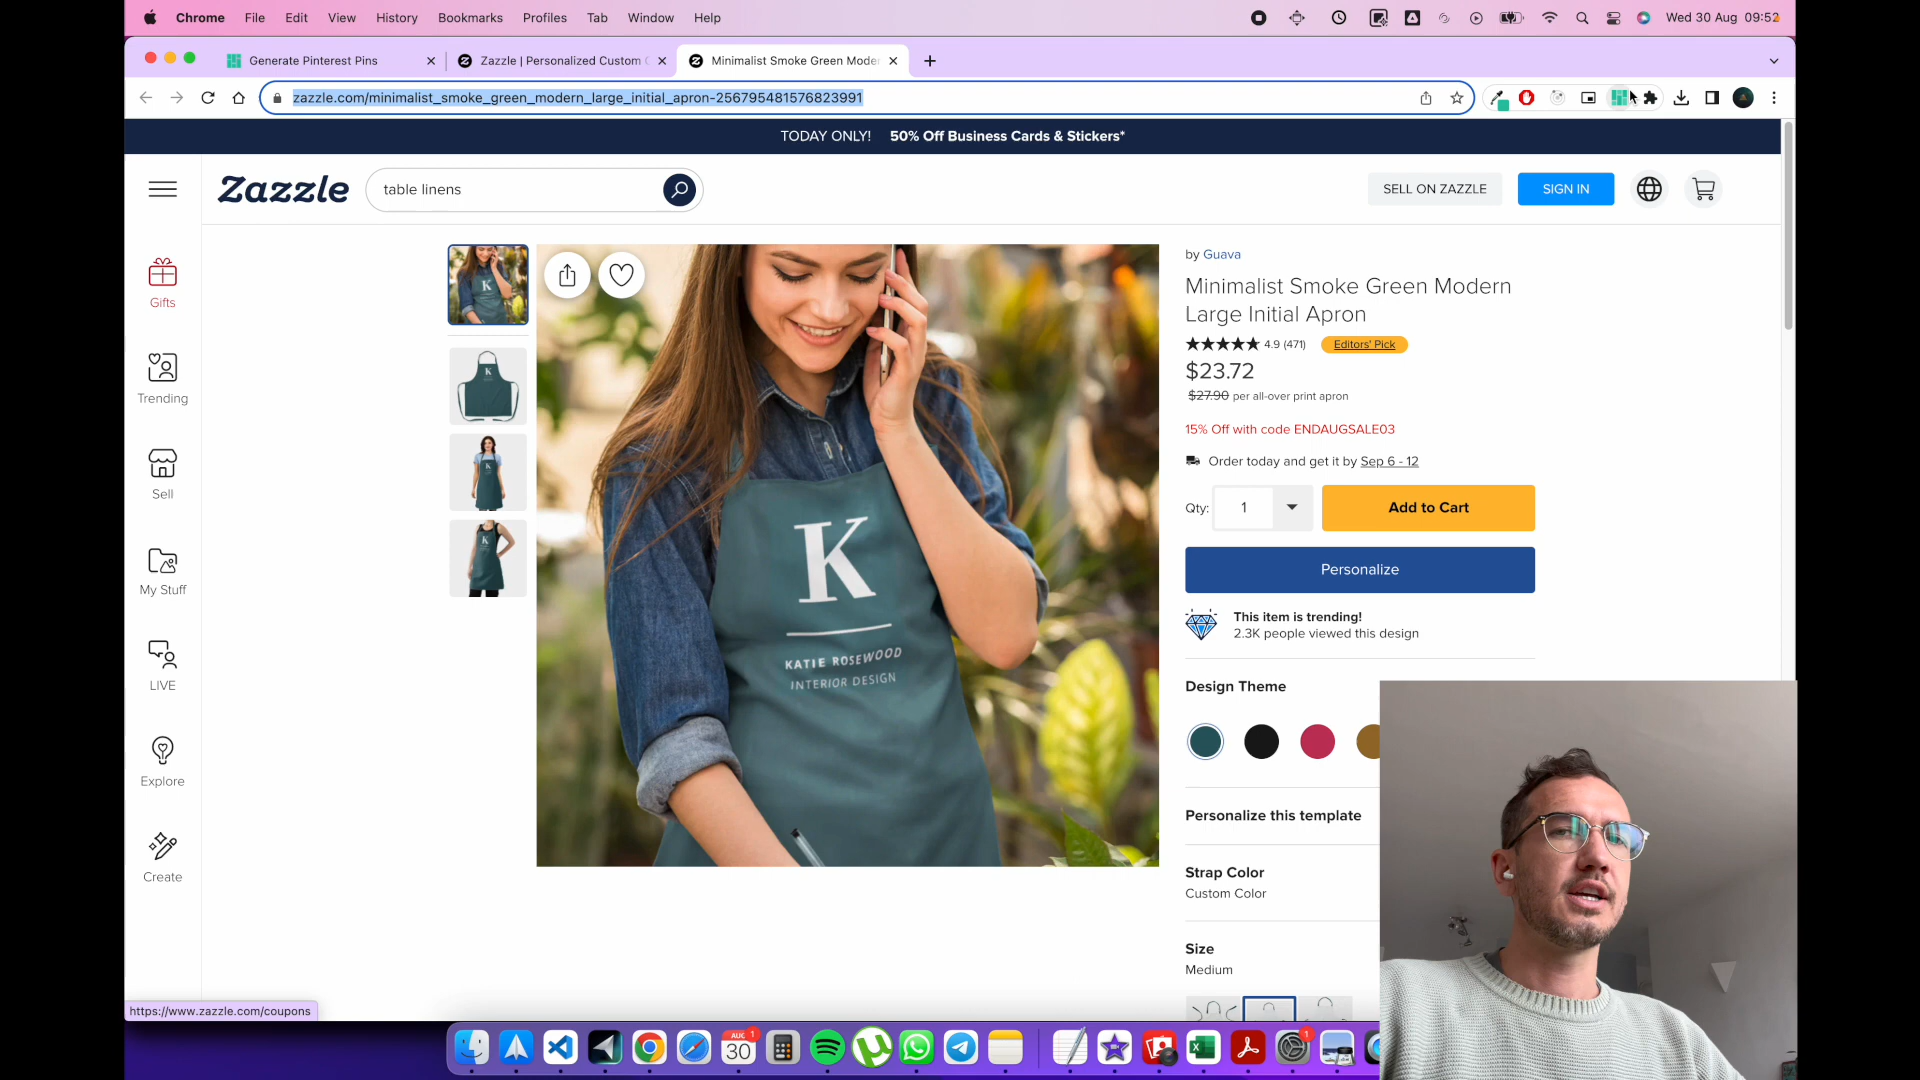 Chrome File Edit View History Bookmarks Profiles Tab Window Help Wed 30 Aug 09:52
Generate Pinterest Pins Zazzle | Personalized Custom Minimalist Smoke Green Mode
zazzle.com/minimalist_smoke_green_modern_large_initial_apron-256795481576823991
TODAY ONLY! 50% Off Business Cards & Stickers*
Zazzle table linens SELL ON ZAZZLE SIGN IN
Gifts
Trending
Sell
My Stuff
LIVE
Explore
Create
K
KATIE ROSEWOOD
INTERIOR DESIGN
by Guava
Minimalist Smoke Green Modern
Large Initial Apron
4.9 (471) Editors' Pick
$23.72
$27.90 per all-over print apron
15% Off with code ENDAUGSALE03
Order today and get it by Sep 6 - 12
Qty: 1 Add to Cart
Personalize
This item is trending!
2.3K people viewed this design
Design Theme
Personalize this template
Strap Color
Custom Color
Size
Medium
https://www.zazzle.com/coupons
AUG 1
30
1